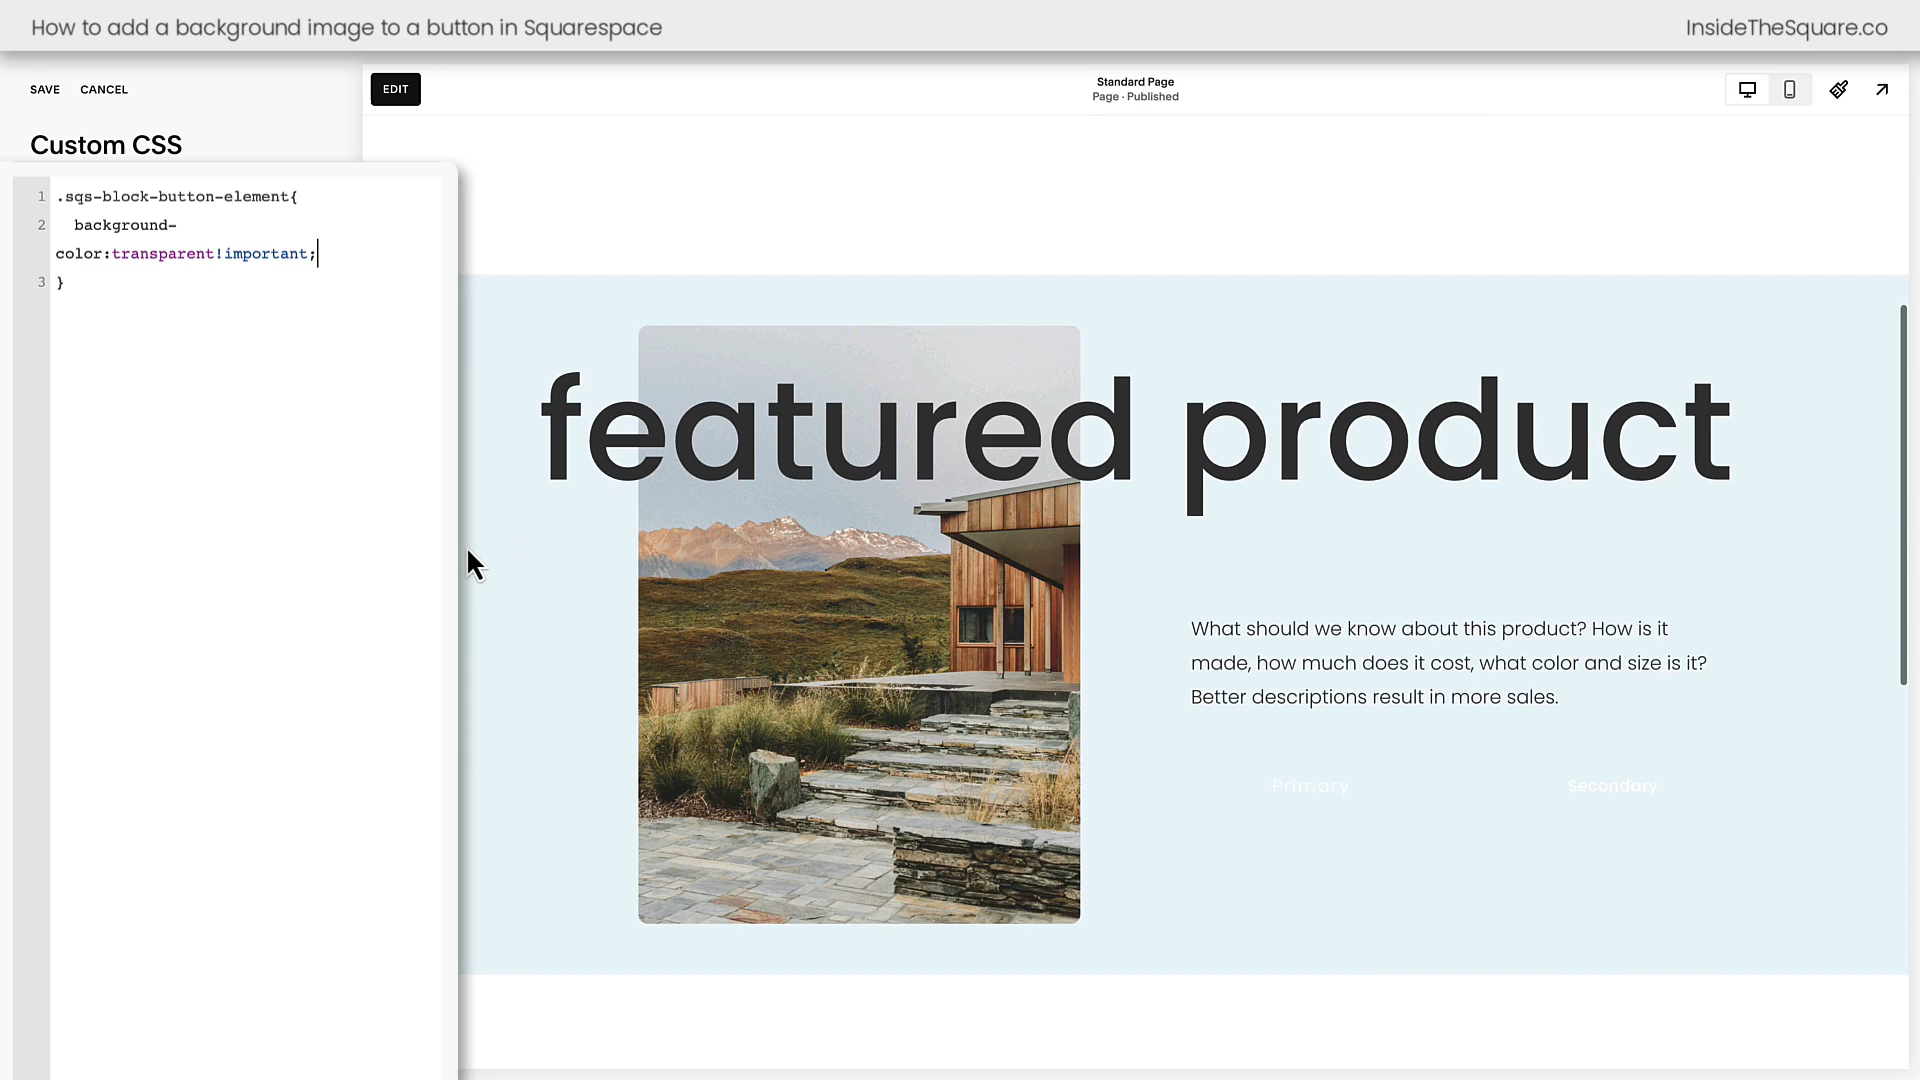 How to add a background image to a button in Squarespace
InsideTheSquare.co
SAVE CANCEL
EDIT
Standard Page
Page · Published
Custom CSS
1 .sqs-block-button-element{
2 background-
color:transparent!important;
3 }
featured product
What should we know about this product? How is it
made, how much does it cost, what color and size is it?
Better descriptions result in more sales.
Primary
Secondary